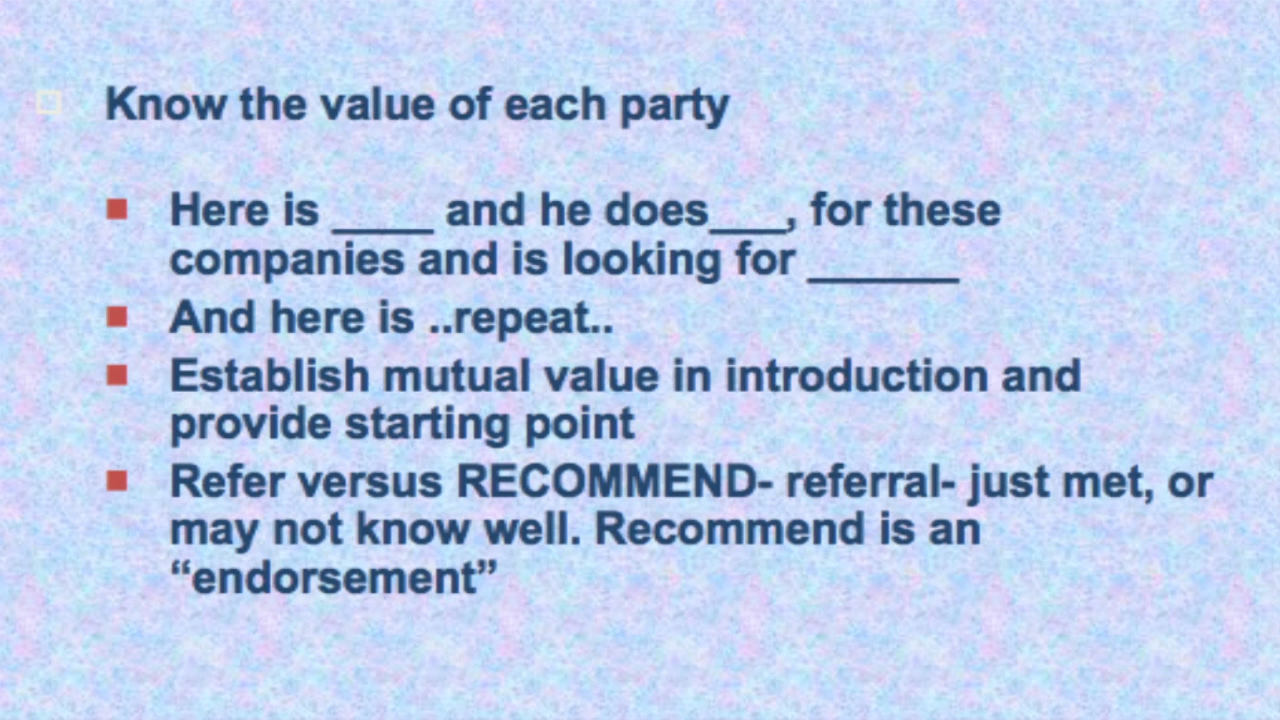 Know the value of each party
Here is ____ and he does___, for these
companies and is looking for ______
And here is ..repeat..
Establish mutual value in introduction and
provide starting point
Refer versus RECOMMEND- referral- just met, or
may not know well. Recommend is an
“endorsement”